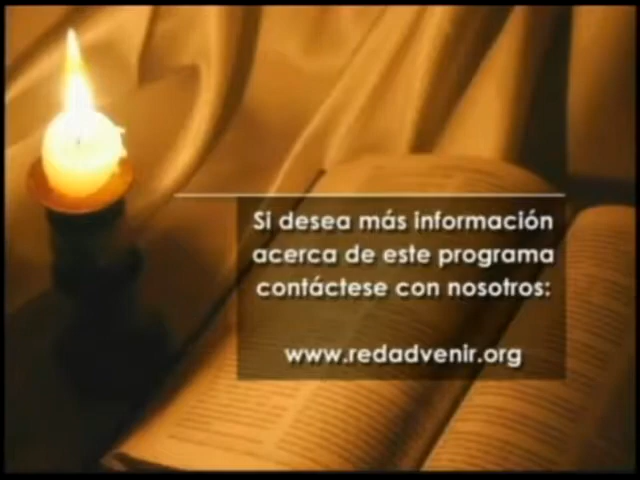 Si desea más información
acerca de este programa
contáctese con nosotros:
www.redadvenir.org